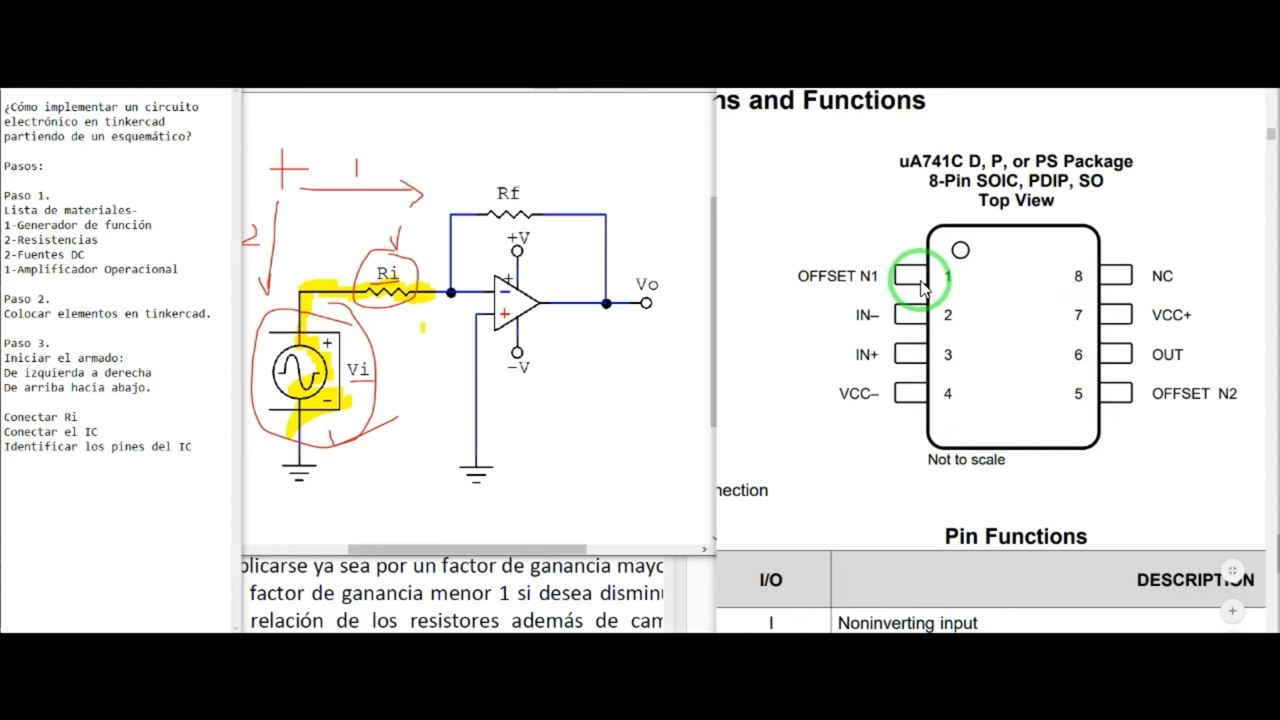 ¿Cómo implementar un circuito
electrónico en tinkercad
partiendo de un esquemático?
Pasos:
Paso 1.
Lista de materiales-
1-Generador de función
2-Resistencias
2-Fuentes DC
1-Amplificador Operacional
Paso 2.
Colocar elementos en tinkercad.
Paso 3.
Iniciar el armado:
De izquierda a derecha
De arriba hacia abajo.
Conectar Ri
Conectar el IC
Identificar los pines del IC
+ 1
2
Rf
+V
Ri
+
-
+
Vo
+
Vi
-
-V
plicarse ya sea por un factor de ganancia mayo
factor de ganancia menor 1 si desea disminu
relación de los resistores además de cam
ns and Functions
uA741C D, P, or PS Package
8-Pin SOIC, PDIP, SO
Top View
OFFSET N1 1 8 NC
IN– 2 7 VCC+
IN+ 3 6 OUT
VCC– 4 5 OFFSET N2
Not to scale
nection
Pin Functions
I/O DESCRIPTION
I Noninverting input